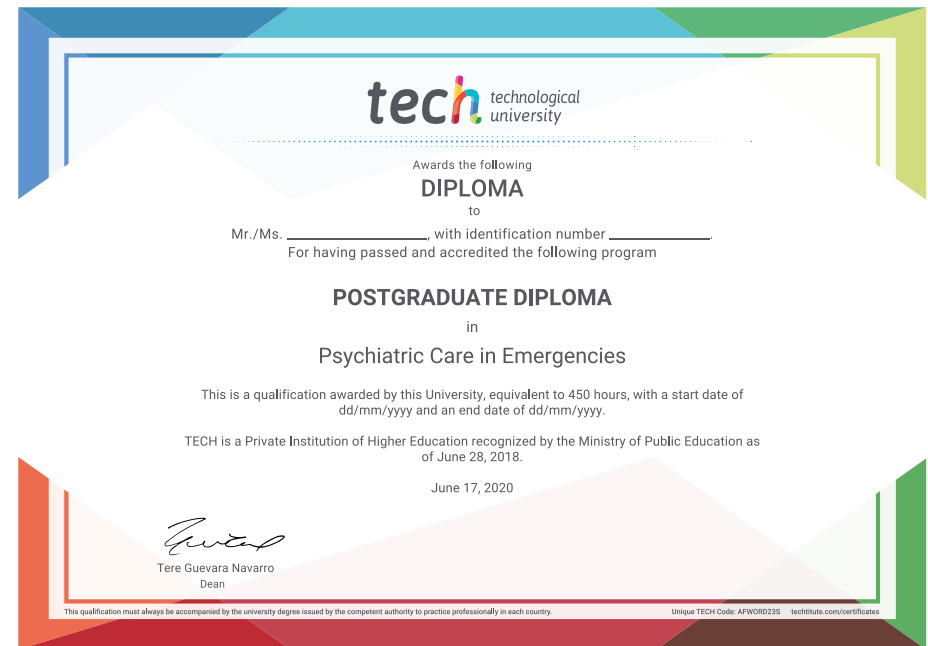 tech technological
university
Awards the following
DIPLOMA
to
Mr./Ms. ____________________, with identification number ______________.
For having passed and accredited the following program
POSTGRADUATE DIPLOMA
in
Psychiatric Care in Emergencies
This is a qualification awarded by this University, equivalent to 450 hours, with a start date of
dd/mm/yyyy and an end date of dd/mm/yyyy.
TECH is a Private Institution of Higher Education recognized by the Ministry of Public Education as
of June 28, 2018.
June 17, 2020
Tere Guevara Navarro
Dean
This qualification must always be accompanied by the university degree issued by the competent authority to practice professionally in each country.
Unique TECH Code: AFWORD23S techtitute.com/certificates